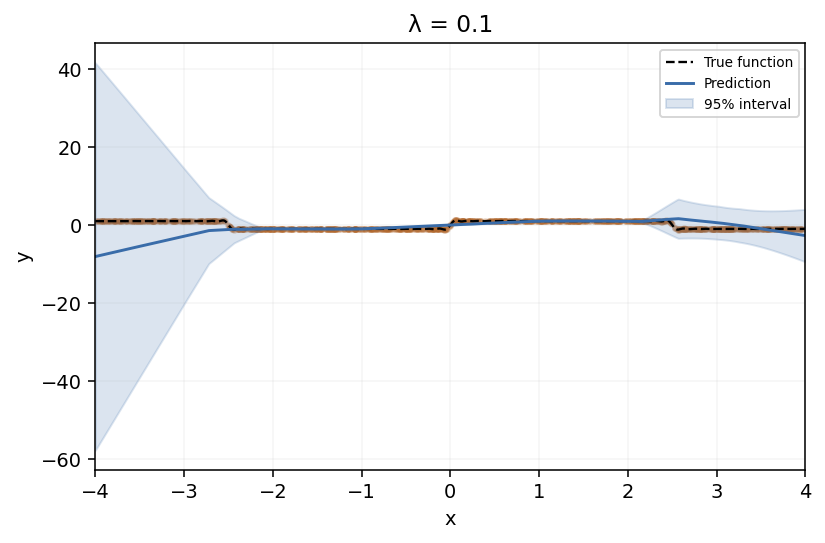 λ = 0.1
True function
Prediction
95% interval
40
20
0
−20
−40
−60
y
−4
−3
−2
−1
0
1
2
3
4
x